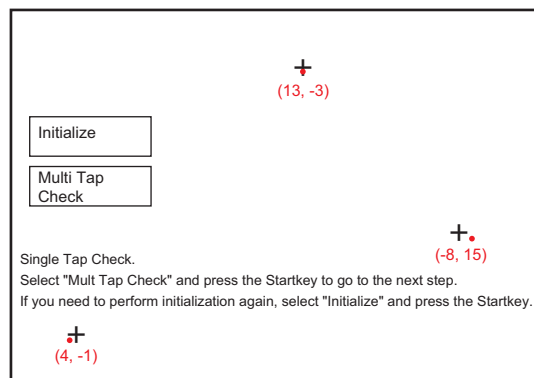 (13, -3)
Initialize
Multi Tap
Check
(-8, 15)
Single Tap Check.
Select "Mult Tap Check" and press the Startkey to go to the next step.
If you need to perform initialization again, select "Initialize" and press the Startkey.
(4, -1)